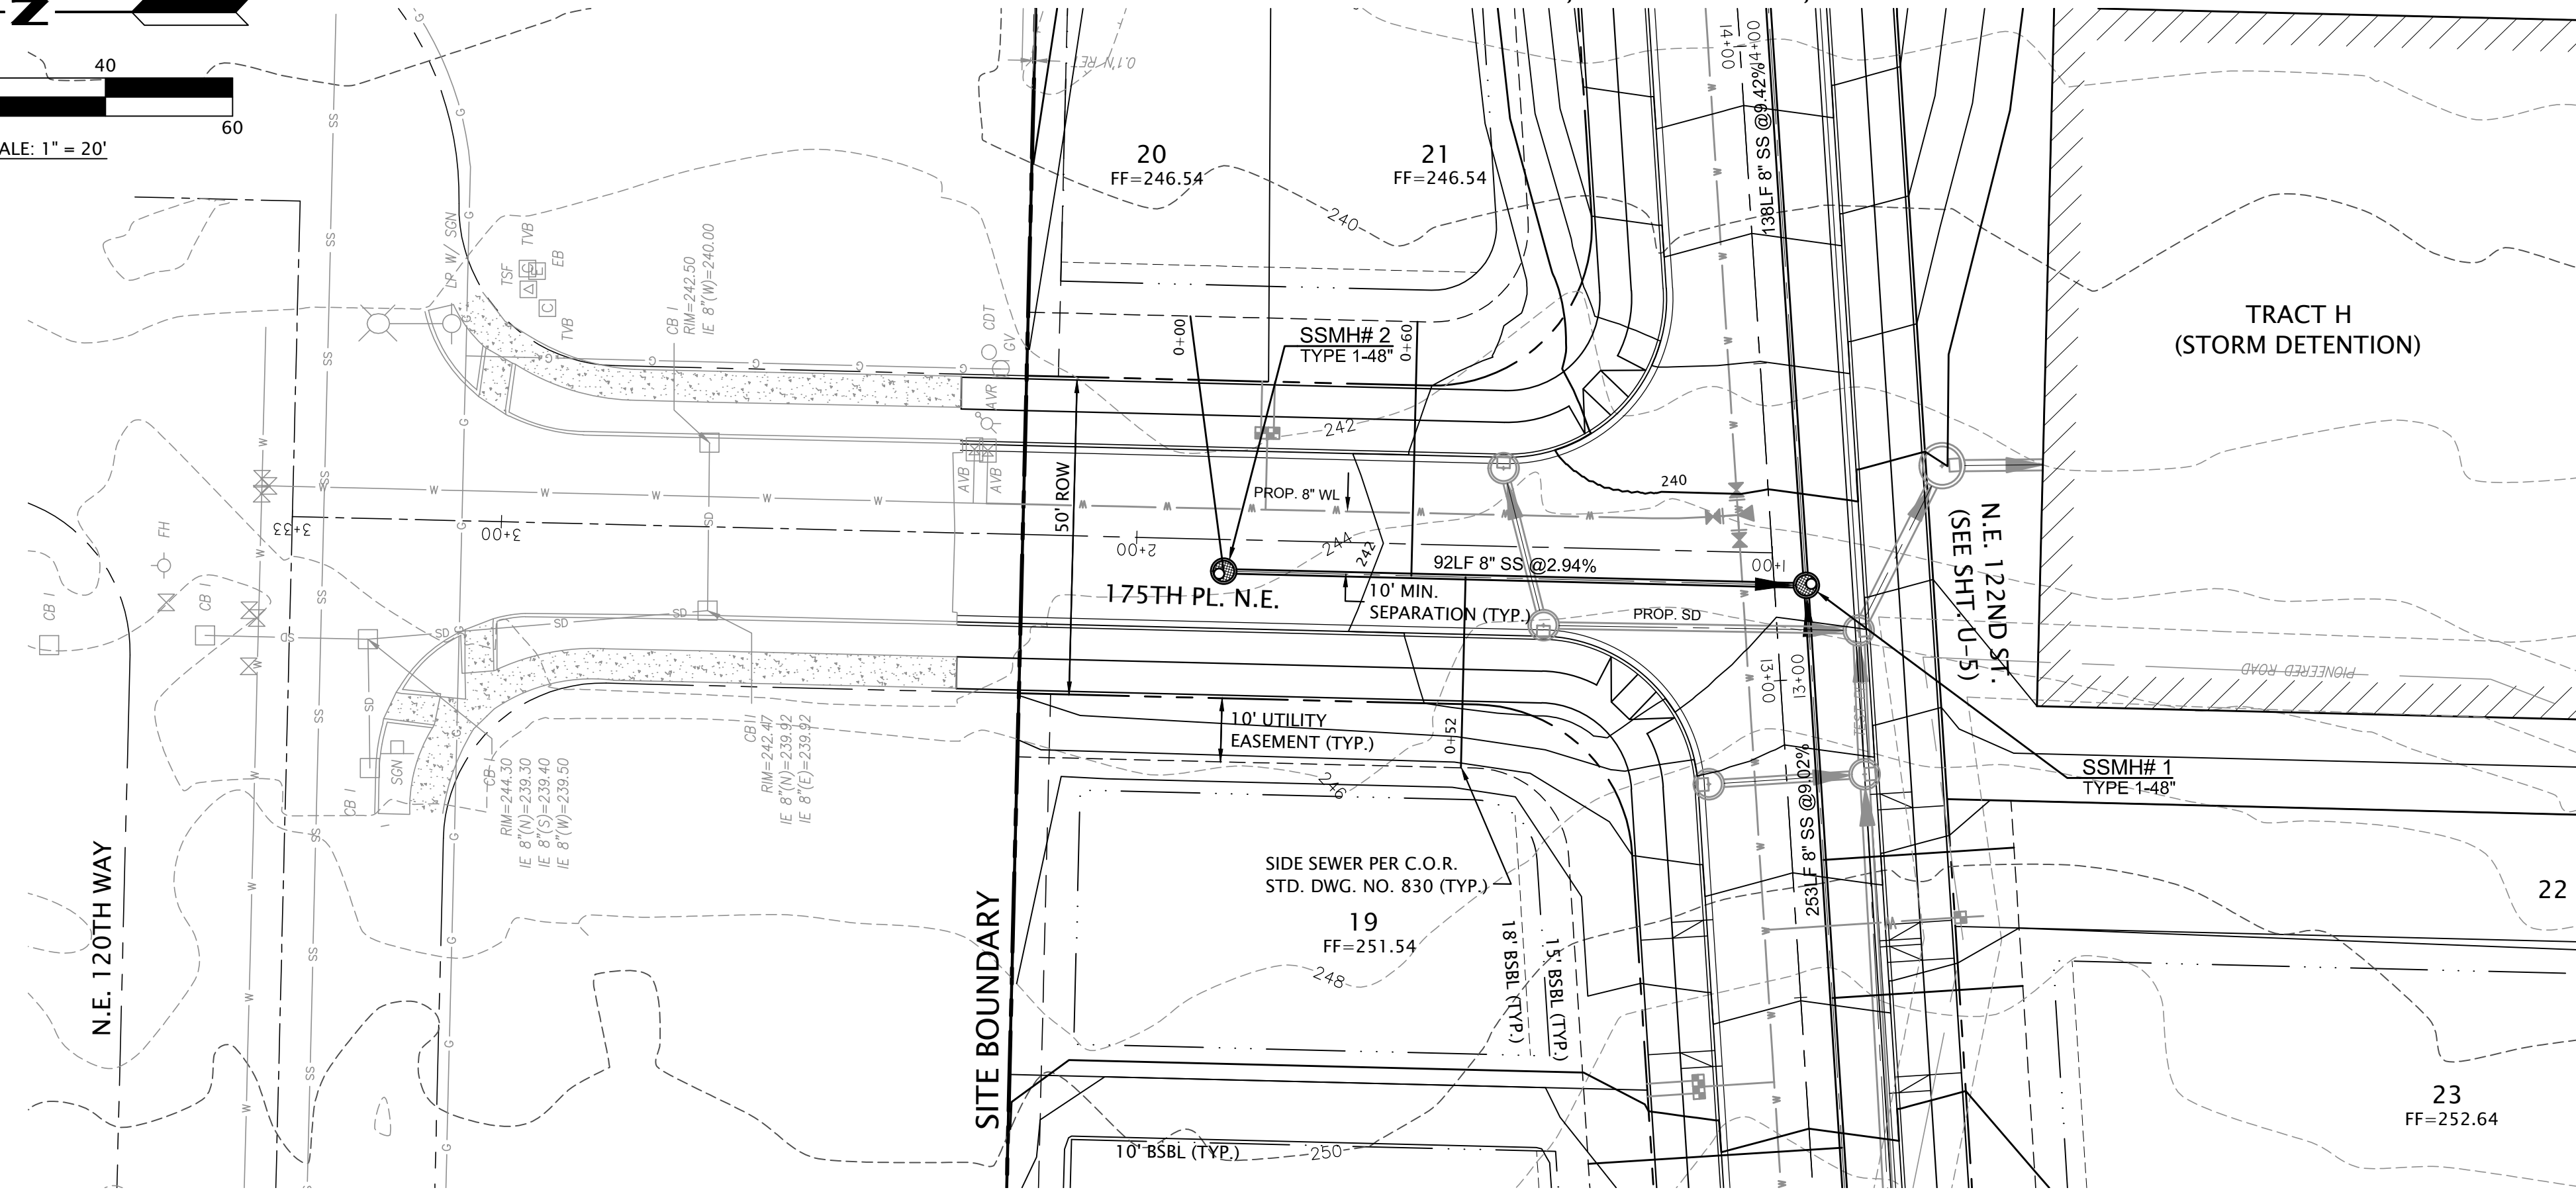 N
40
60
ALE: 1" = 20'
LP W/ SGN
TSF
TVB
EB
TVB
CB I
RIM=242.50
IE 8"(W)=240.00
CDT
GV
AVR
AVB
AVB
FH
CB I
CB I
3+33
3+00
2+00
1+00
0.1'N RET
20
FF=246.54
21
FF=246.54
240
14+00
14+00
138LF 8" SS @9.42%
TRACT H
(STORM DETENTION)
0+00
SSMH# 2
TYPE 1-48"
0+60
242
50' ROW
PROP. 8" WL
240
244
242
92LF 8" SS @2.94%
175TH PL. N.E.
10' MIN.
SEPARATION (TYP.)
PROP. SD
N.E. 122ND ST.
(SEE SHT. U-5)
PIONEERED ROAD
13+00
13+00
10' UTILITY
EASEMENT (TYP.)
0+52
246
SSMH# 1
TYPE 1-48"
SGN
CB I
CB I
RIM=244.30
IE 8"(N)=239.30
IE 8"(S)=239.40
IE 8"(W)=239.50
CB II
RIM=242.47
IE 8"(N)=239.92
IE 8"(E)=239.92
253LF 8" SS @9.02%
SIDE SEWER PER C.O.R.
STD. DWG. NO. 830 (TYP.)
19
FF=251.54
18' BSBL (TYP.)
15' BSBL (TYP.)
248
22
N.E. 120TH WAY
SITE BOUNDARY
10' BSBL (TYP.)
250
23
FF=252.64